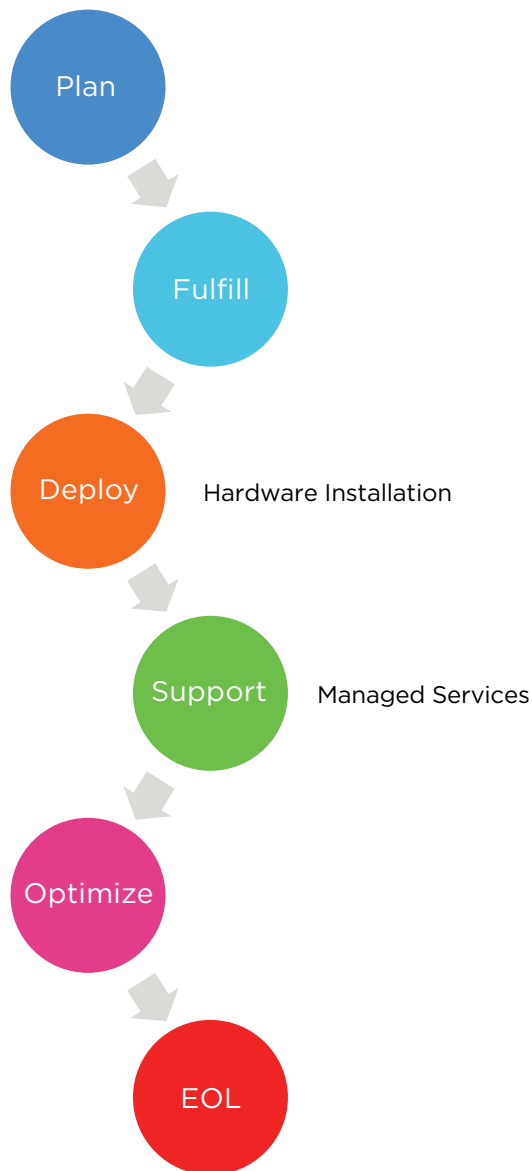 Plan
Fulfill
Deploy
Hardware Installation
Support
Managed Services
Optimize
EOL